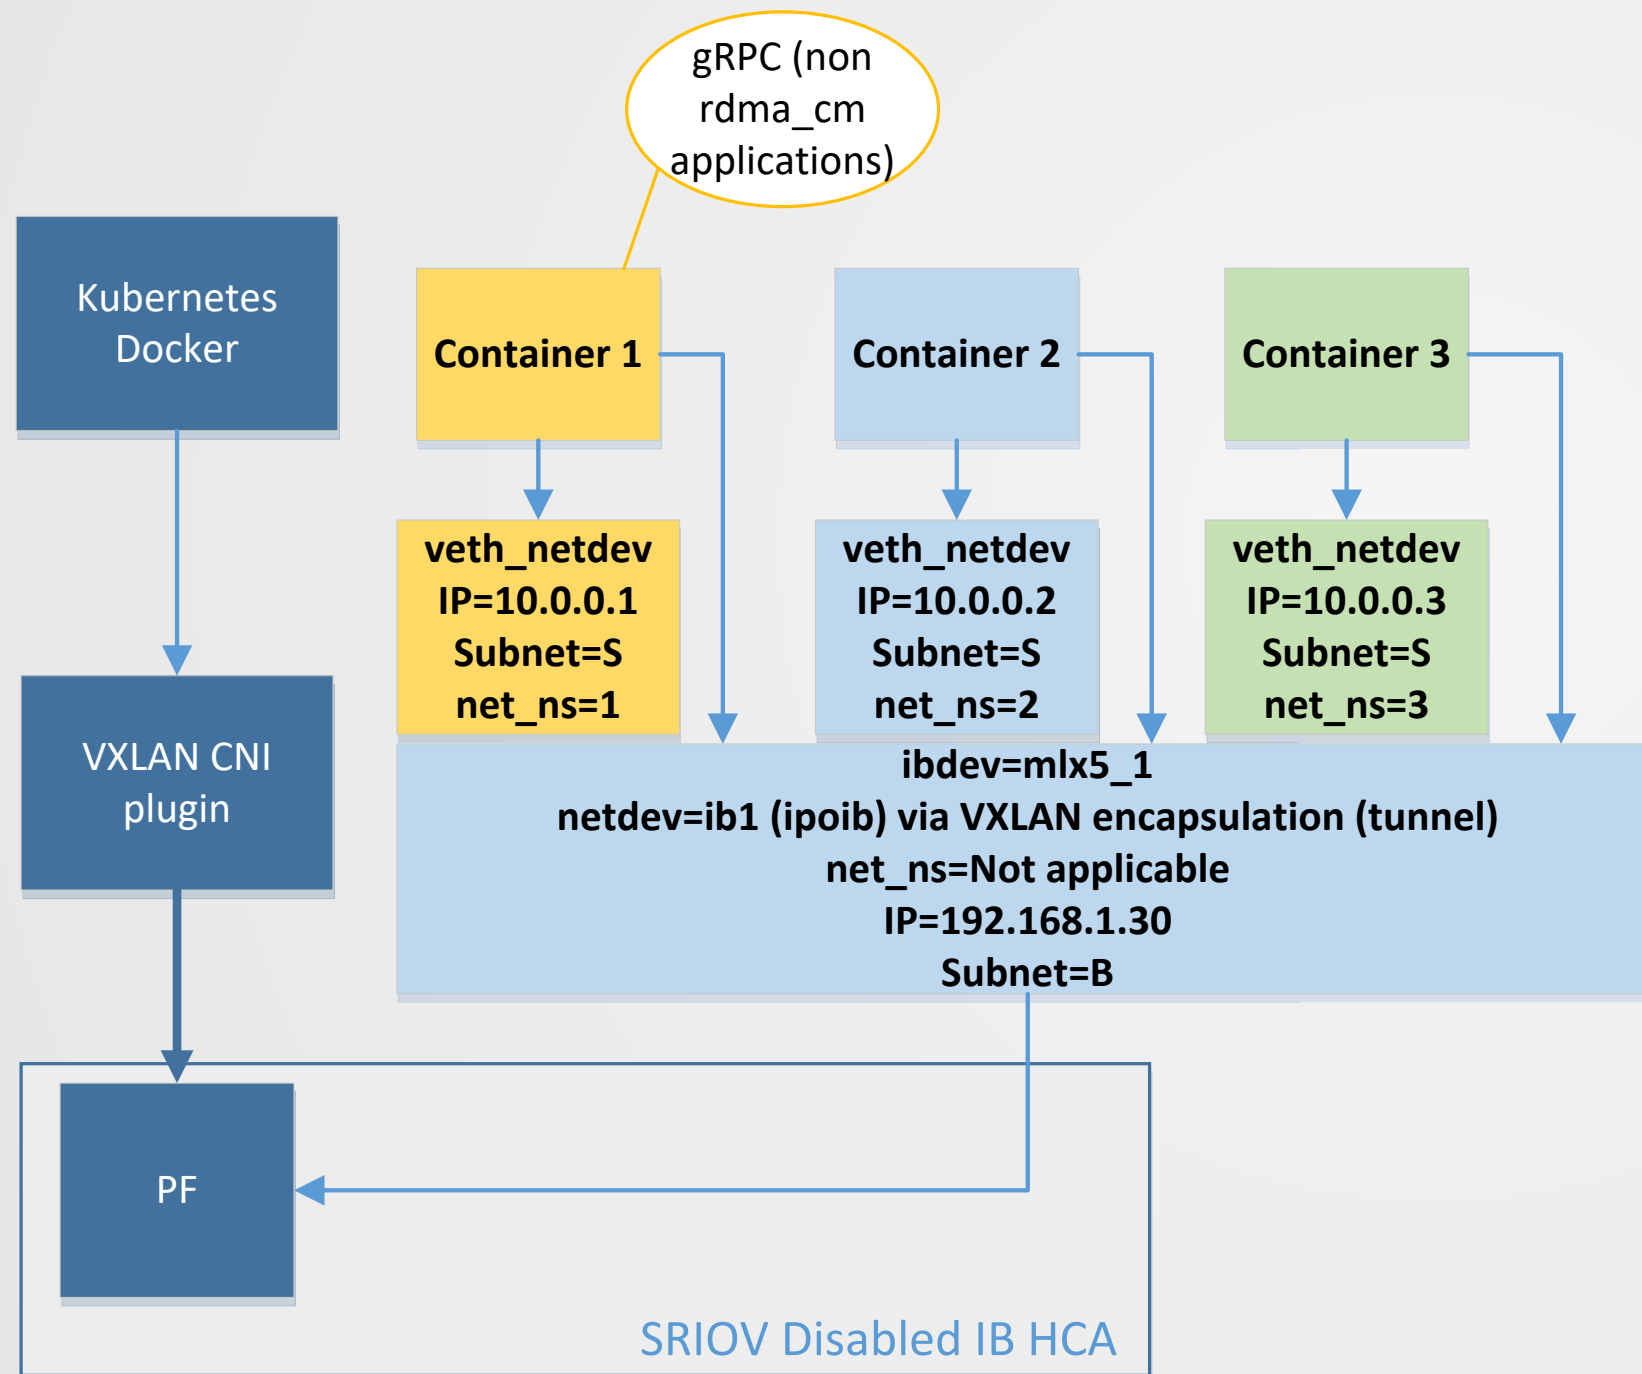 gRPC (non
rdma_cm
applications)
Kubernetes
Docker
Container 1
Container 2
Container 3
veth_netdev
IP=10.0.0.1
Subnet=S
net_ns=1
veth_netdev
IP=10.0.0.2
Subnet=S
net_ns=2
veth_netdev
IP=10.0.0.3
Subnet=S
net_ns=3
VXLAN CNI
plugin
ibdev=mlx5_1
netdev=ib1 (ipoib) via VXLAN encapsulation (tunnel)
net_ns=Not applicable
IP=192.168.1.30
Subnet=B
PF
SRIOV Disabled IB HCA